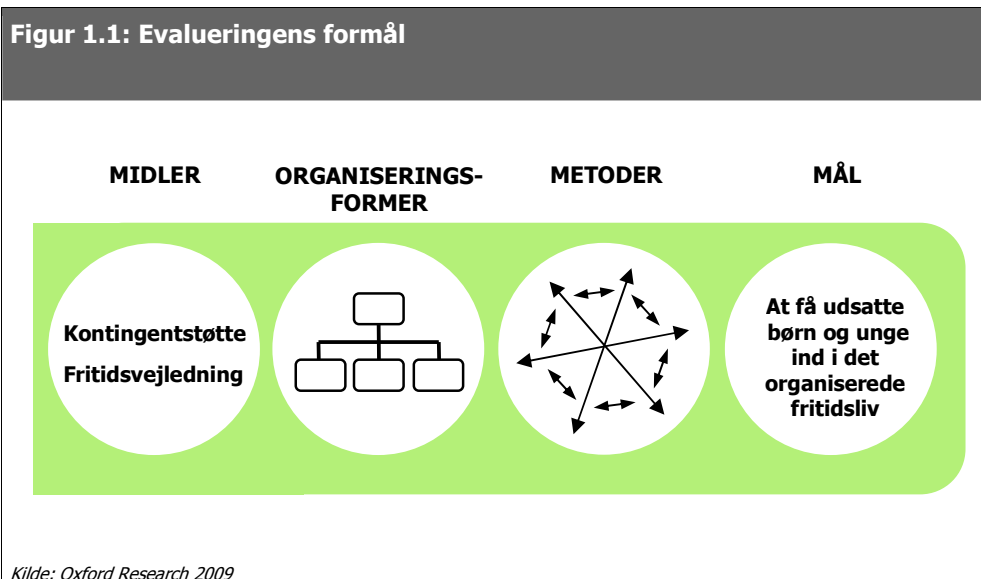 Figur 1.1: Evalueringens formål
MIDLER
ORGANISERINGS-
FORMER
METODER
MÅL
Kontingentstøtte
Fritidsvejledning
At få udsatte
børn og unge
ind i det
organiserede
fritidsliv
Kilde: Oxford Research 2009